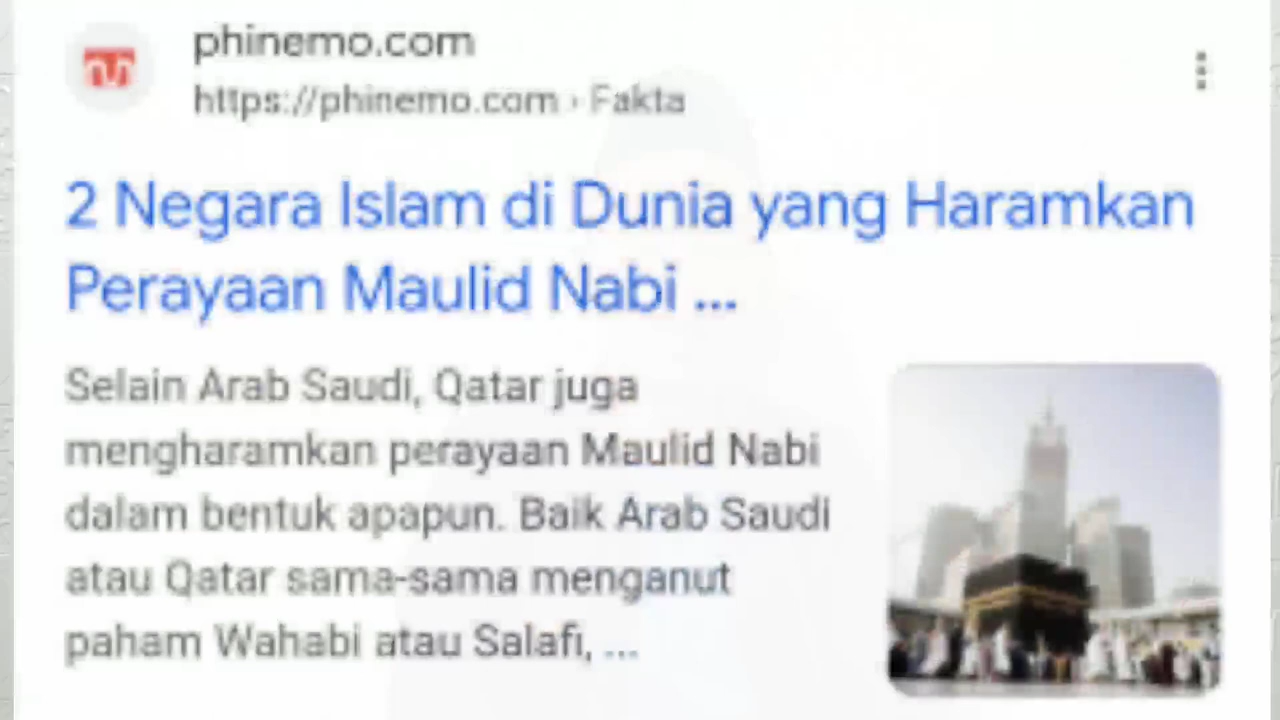 phinemo.com
https://phinemo.com › Fakta
2 Negara Islam di Dunia yang Haramkan
Perayaan Maulid Nabi ...
Selain Arab Saudi, Qatar juga
mengharamkan perayaan Maulid Nabi
dalam bentuk apapun. Baik Arab Saudi
atau Qatar sama-sama menganut
paham Wahabi atau Salafi, ...